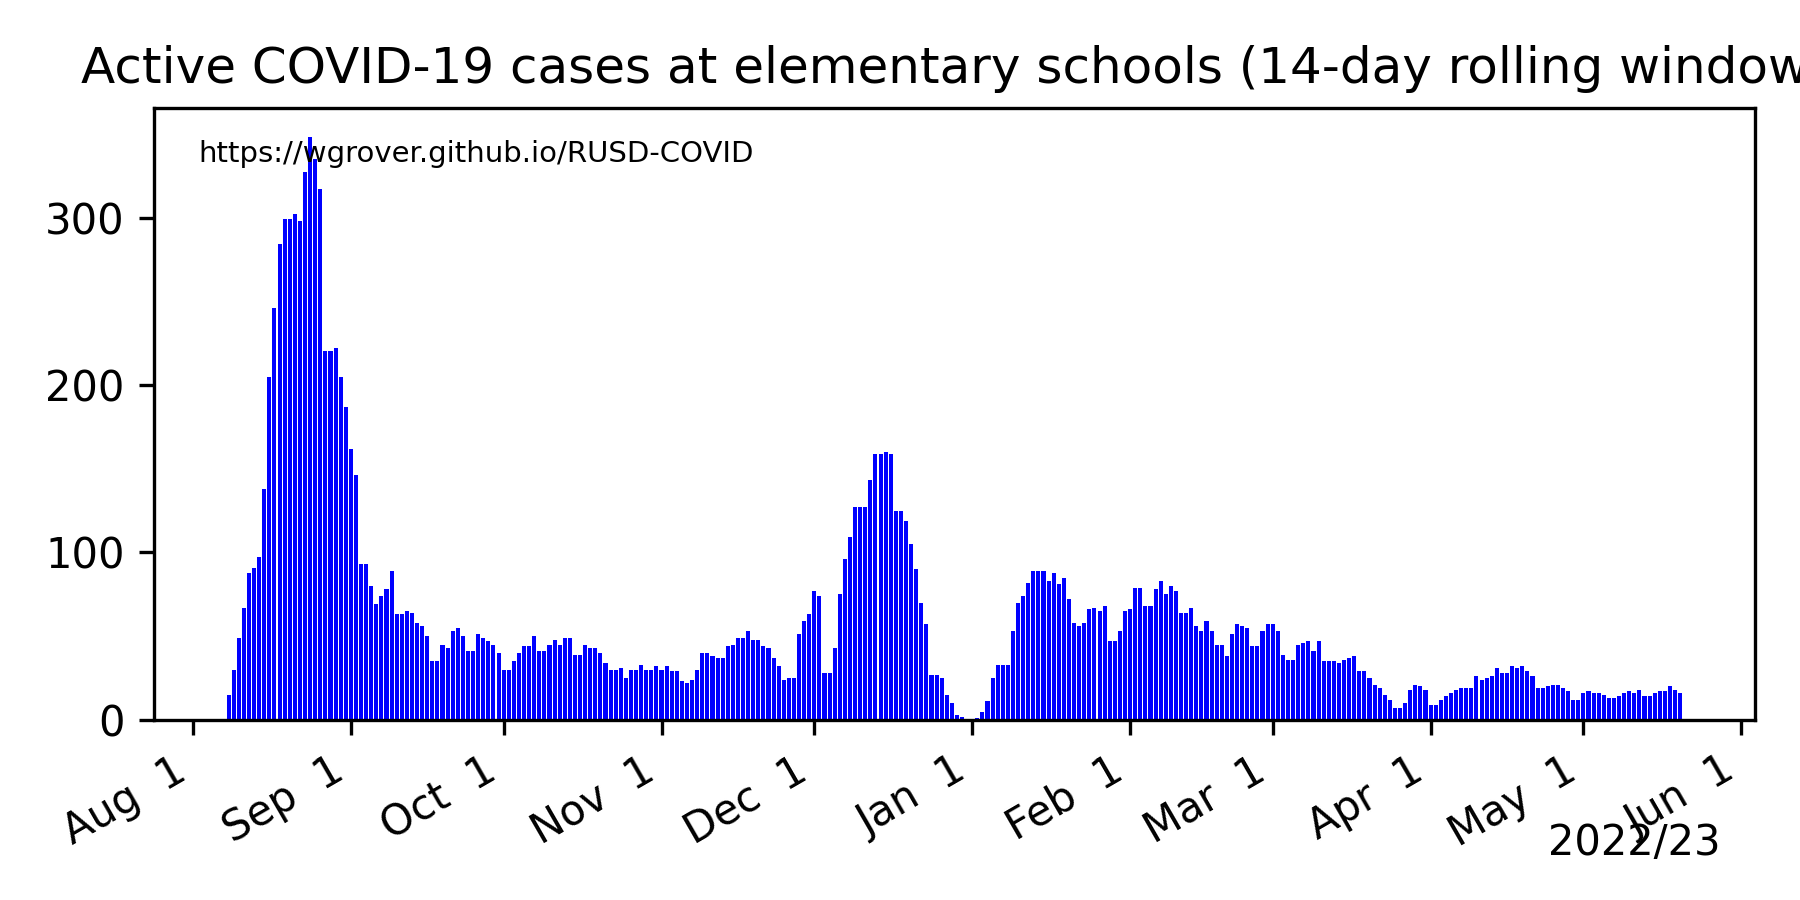 Active COVID-19 cases at elementary schools (14-day rolling window
https://wgrover.github.io/RUSD-COVID
300
200
100
0
Aug 1
Sep 1
Oct 1
Nov 1
Dec 1
Jan 1
Feb 1
Mar 1
Apr 1
May 1
Jun 1
2022/23